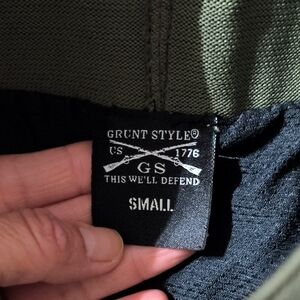 GRUNT STYLE®
US 1776
GS
THIS WE'LL DEFEND
SMALL